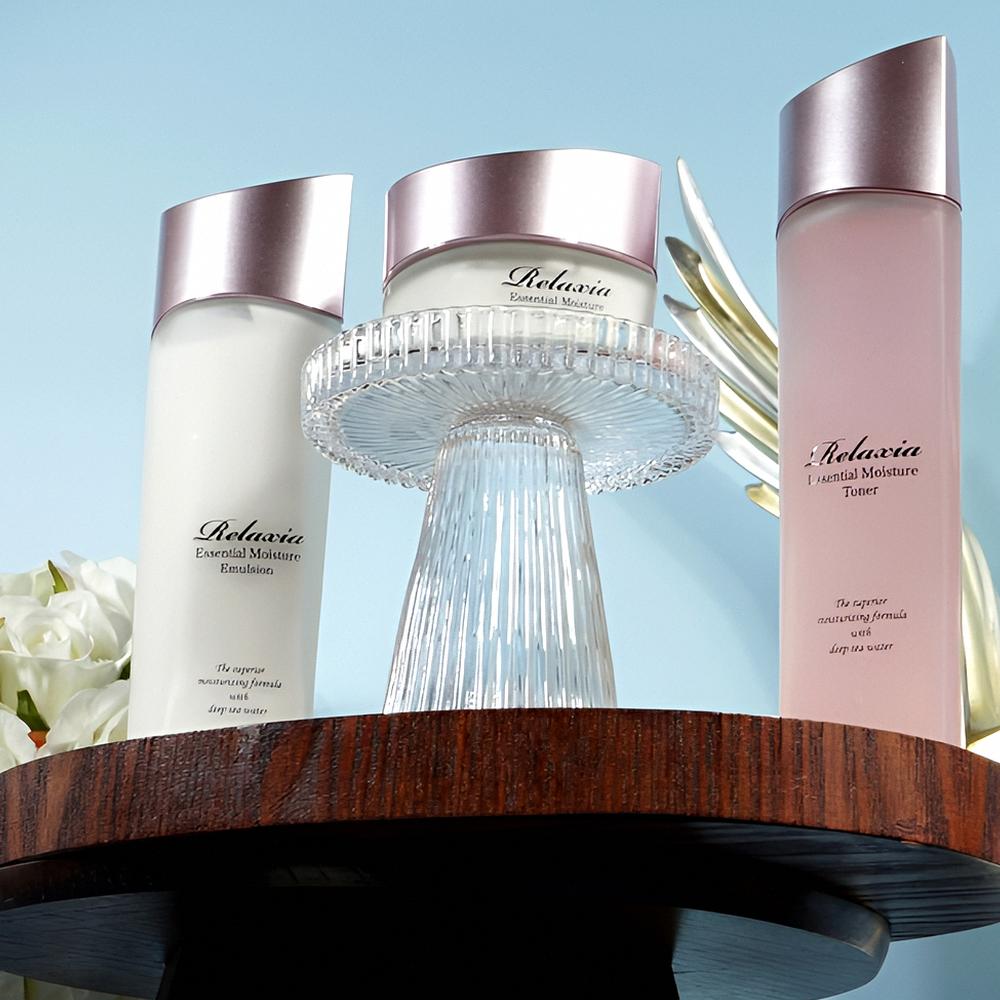 Relaxia
Essential Moisture
Emulsion
The superior
moisturizing formula
with
deep sea water
Relaxia
Essential Moisture
Relaxia
Essential Moisture
Toner
The superior
moisturizing formula
with
deep sea water